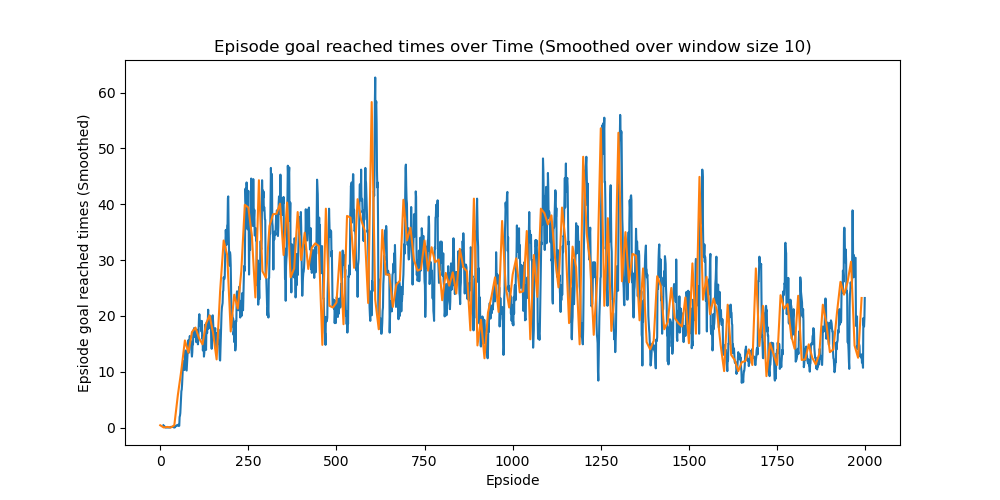 Episode goal reached times over Time (Smoothed over window size 10)
Epsiode goal reached times (Smoothed)
60
50
40
30
20
10
0
0 250 500 750 1000 1250 1500 1750 2000
Epsiode